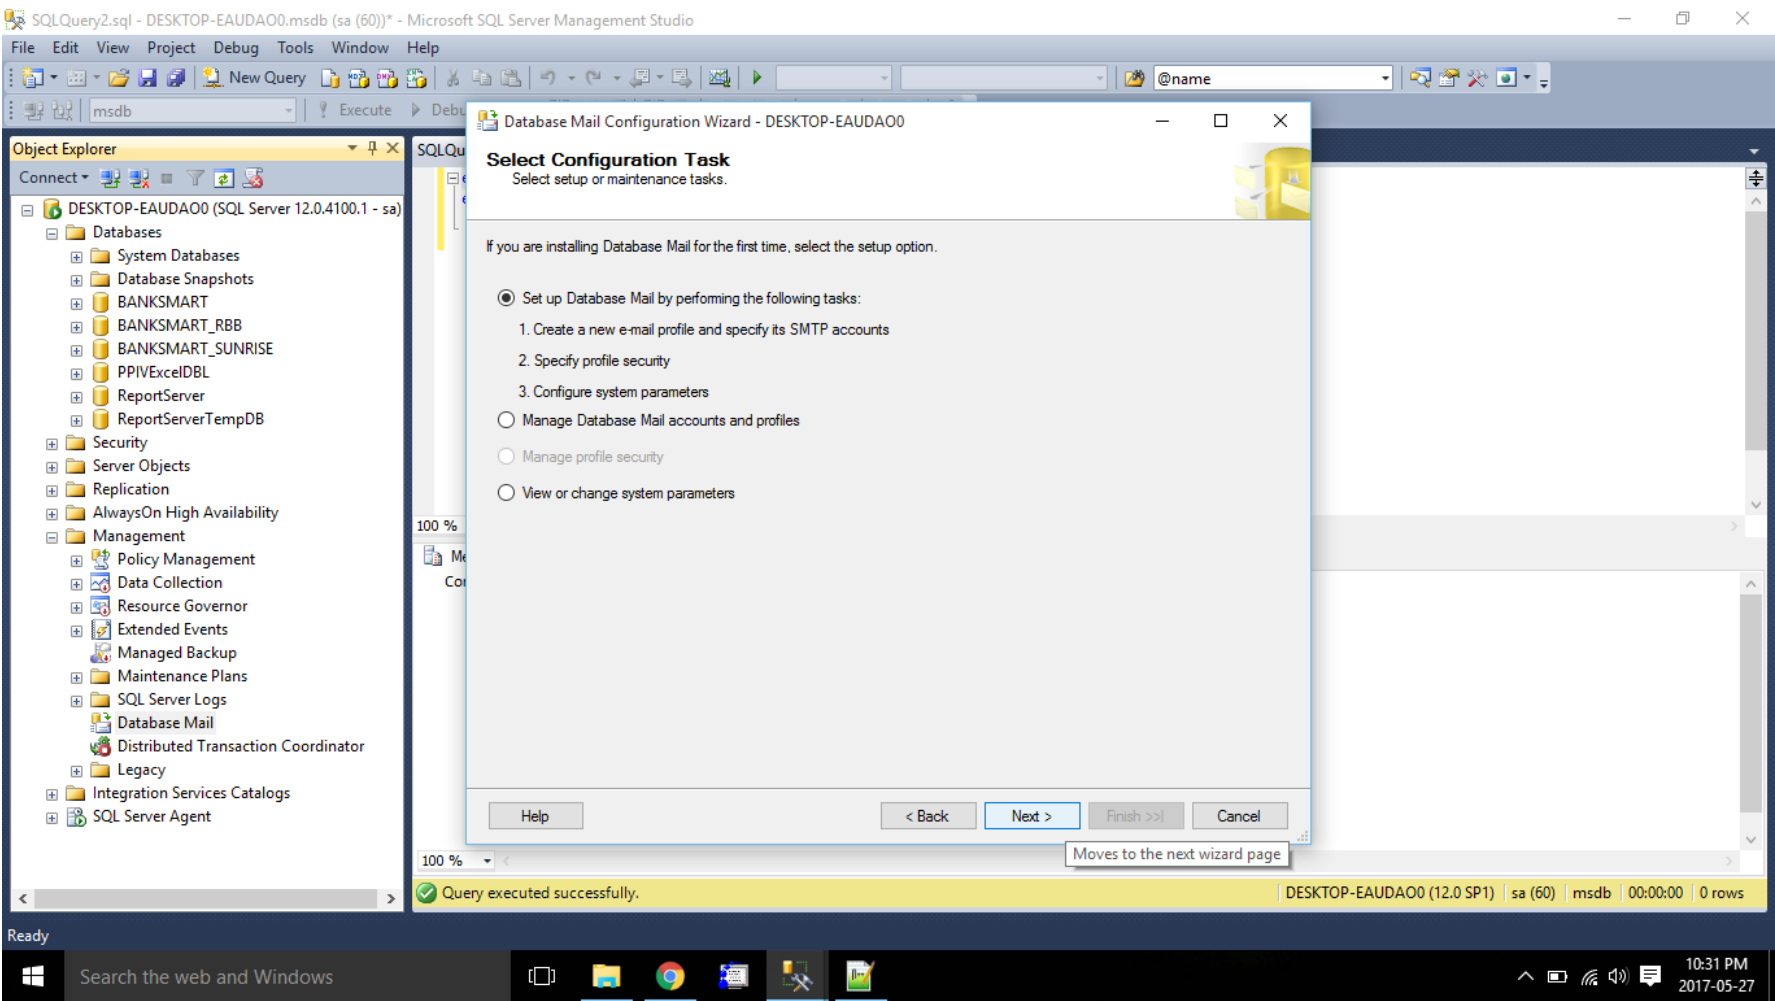 SQLQuery2.sql - DESKTOP-EAUDAO0.msdb (sa (60))* - Microsoft SQL Server Management Studio
File Edit View Project Debug Tools Window Help
New Query
@name
msdb
Execute
Debu
Object Explorer
Connect
DESKTOP-EAUDAO0 (SQL Server 12.0.4100.1 - sa)
Databases
System Databases
Database Snapshots
BANKSMART
BANKSMART_RBB
BANKSMART_SUNRISE
PPIVExcelDBL
ReportServer
ReportServerTempDB
Security
Server Objects
Replication
AlwaysOn High Availability
Management
Policy Management
Data Collection
Resource Governor
Extended Events
Managed Backup
Maintenance Plans
SQL Server Logs
Database Mail
Distributed Transaction Coordinator
Legacy
Integration Services Catalogs
SQL Server Agent
SQLQu
100 %
Me
Cor
Database Mail Configuration Wizard - DESKTOP-EAUDAO0
Select Configuration Task
Select setup or maintenance tasks.
If you are installing Database Mail for the first time, select the setup option.
Set up Database Mail by performing the following tasks:
1. Create a new e-mail profile and specify its SMTP accounts
2. Specify profile security
3. Configure system parameters
Manage Database Mail accounts and profiles
Manage profile security
View or change system parameters
Help
< Back
Next >
Finish >>|
Cancel
Moves to the next wizard page
100 %
Query executed successfully.
DESKTOP-EAUDAO0 (12.0 SP1) sa (60) msdb 00:00:00 0 rows
Ready
Search the web and Windows
10:31 PM
2017-05-27